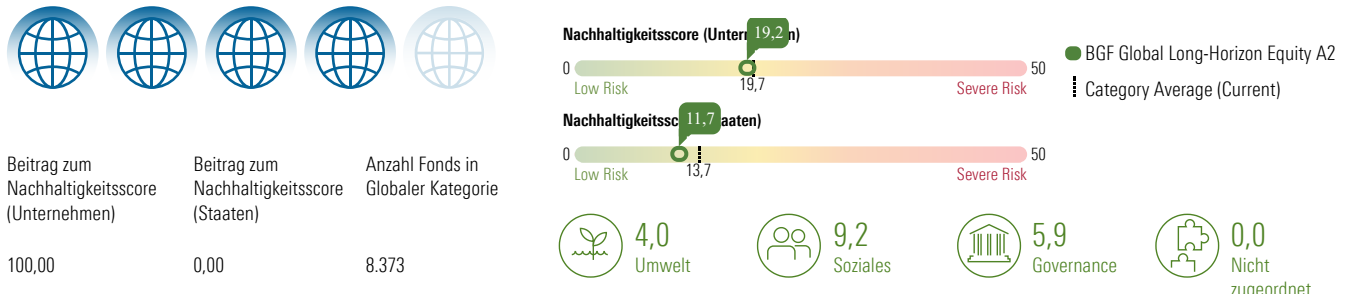 Beitrag zum
Nachhaltigkeitsscore
(Unternehmen)
100,00
Beitrag zum
Nachhaltigkeitsscore
(Staaten)
0,00
Anzahl Fonds in
Globaler Kategorie
8.373
Nachhaltigkeitsscore (Unter n)
19,2
0
50
Low Risk
19,7
Severe Risk
Nachhaltigkeitssc aaten)
11,7
0
50
Low Risk
13,7
Severe Risk
BGF Global Long-Horizon Equity A2
Category Average (Current)
4,0
Umwelt
9,2
Soziales
5,9
Governance
0,0
Nicht
zugeordnet